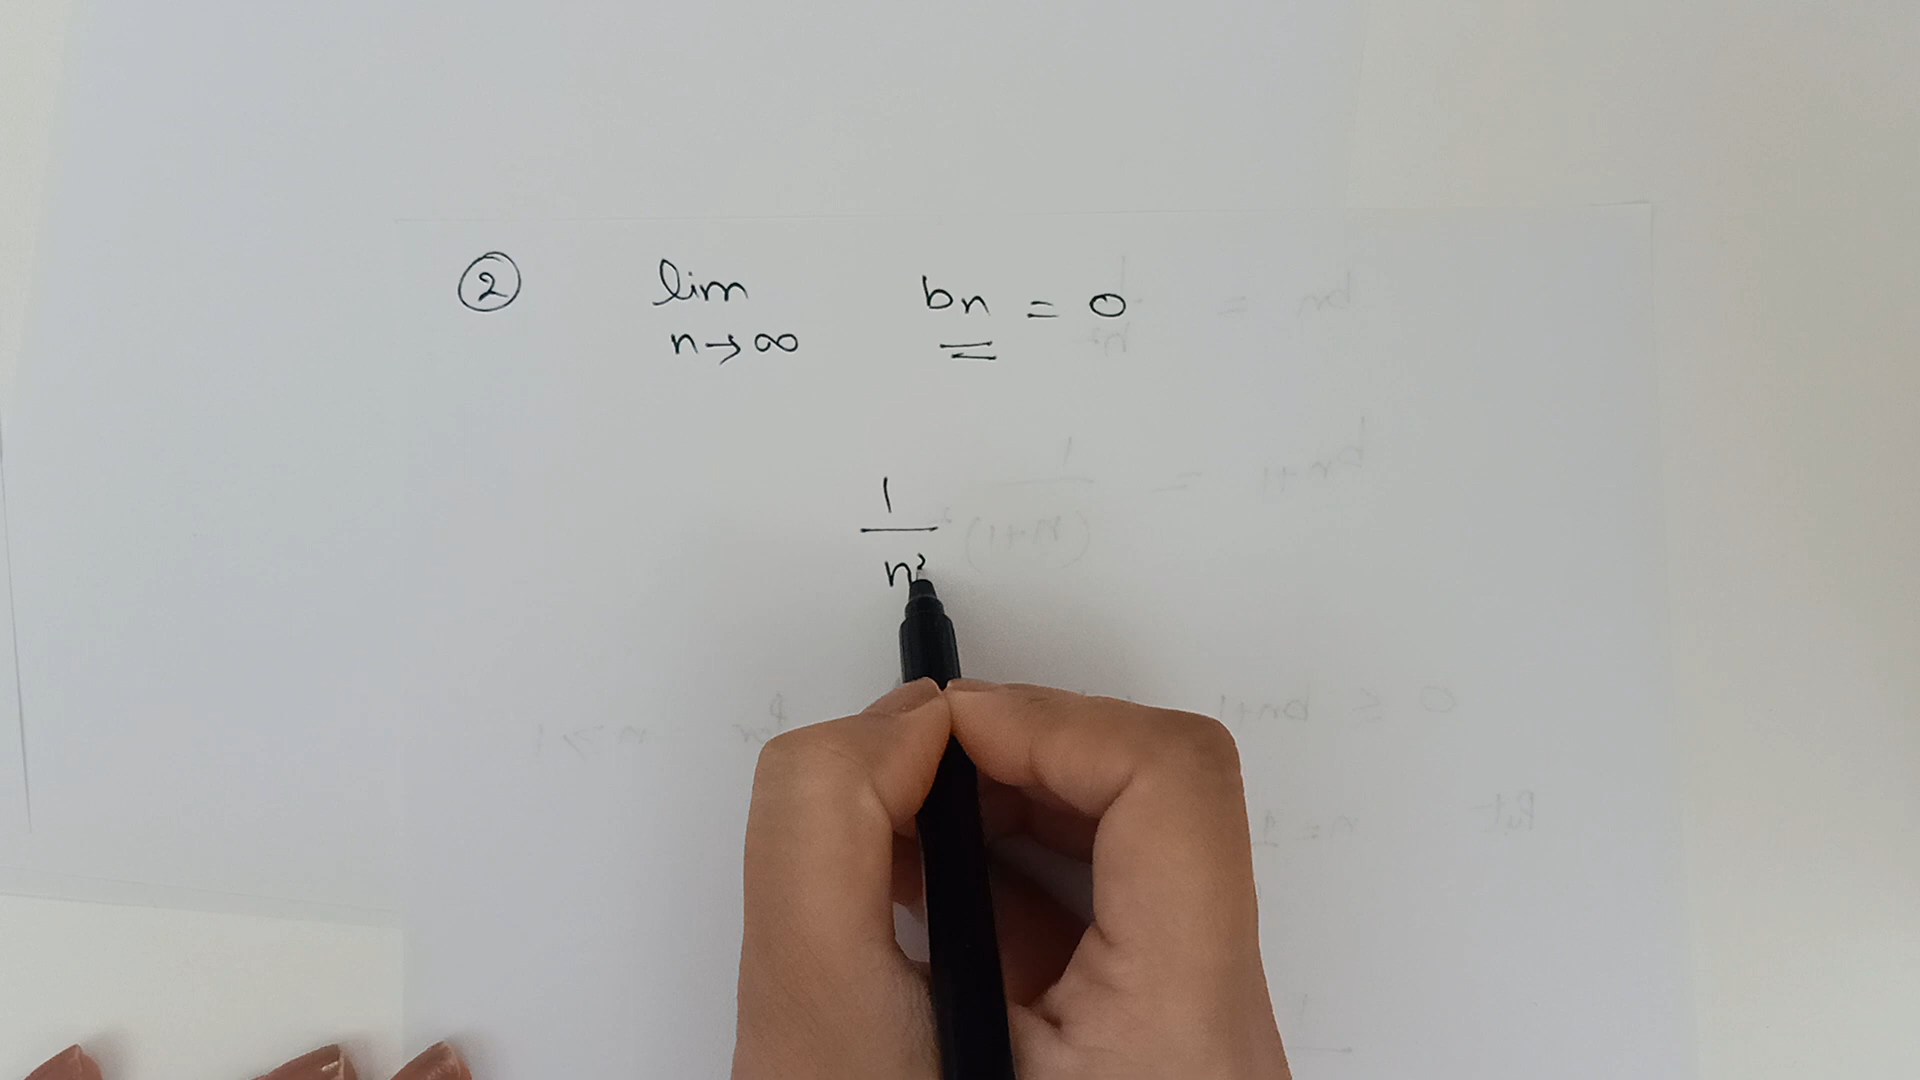 ② lim bn = 0
n→∞
1
n²